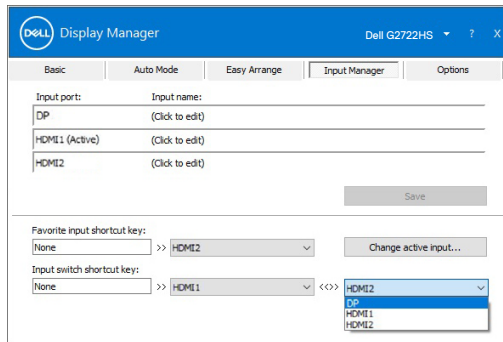 DELL Display Manager Dell G2722HS ? X
Basic Auto Mode Easy Arrange Input Manager Options
Input port: Input name:
DP (Click to edit)
HDMI1 (Active) (Click to edit)
HDMI2 (Click to edit)
Save
Favorite input shortcut key:
None >> HDMI2 Change active input...
Input switch shortcut key:
None >> HDMI1 <<>> HDMI2
DP
HDMI1
HDMI2